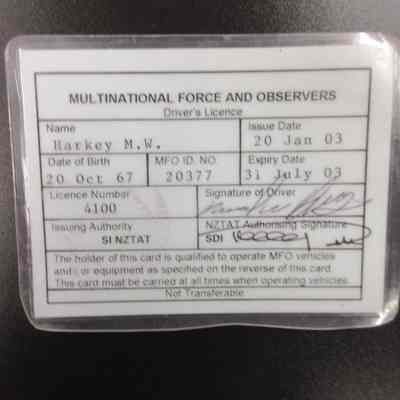 MULTINATIONAL FORCE AND OBSERVERS
Driver's Licence
Name
Harkey M.W.
Issue Date
20 Jan 03
Date of Birth
20 Oct 67
MFO ID. NO.
20377
Expiry Date
31 July 03
Licence Number
4100
Signature of Driver
Issuing Authority
SI NZTAT
NZTAT Authorising Signature
SDI
The holder of this card is qualified to operate MFO vehicles
and/or equipment as specified on the reverse of this card.
This card must be carried at all times when operating vehicles.
Not Transferable